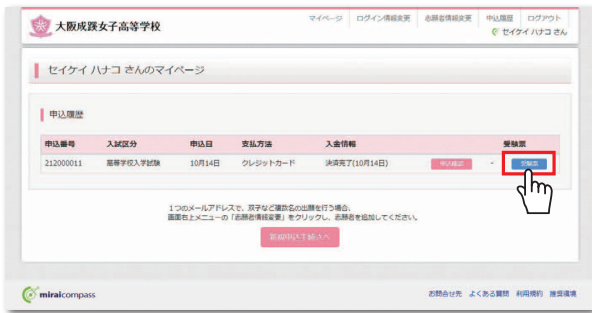 大阪成蹊女子高等学校
マイページ ログイン情報変更 志願者情報変更 申込履歴 ログアウト
セイケイ ハナコ さん
セイケイ ハナコ さんのマイページ
申込履歴
申込番号 入試区分 申込日 支払方法 入金情報 受験票
212000011 高等学校入学試験 10月14日 クレジットカード 決済完了(10月14日) 申込確認 - 受験票
1つのメールアドレスで、双子など複数名の出願を行う場合、
画面右上メニューの「志願者情報変更」をクリックし、志願者を追加してください。
新規申込手続きへ
miraicompass
お問合せ先 よくある質問 利用規約 推奨環境